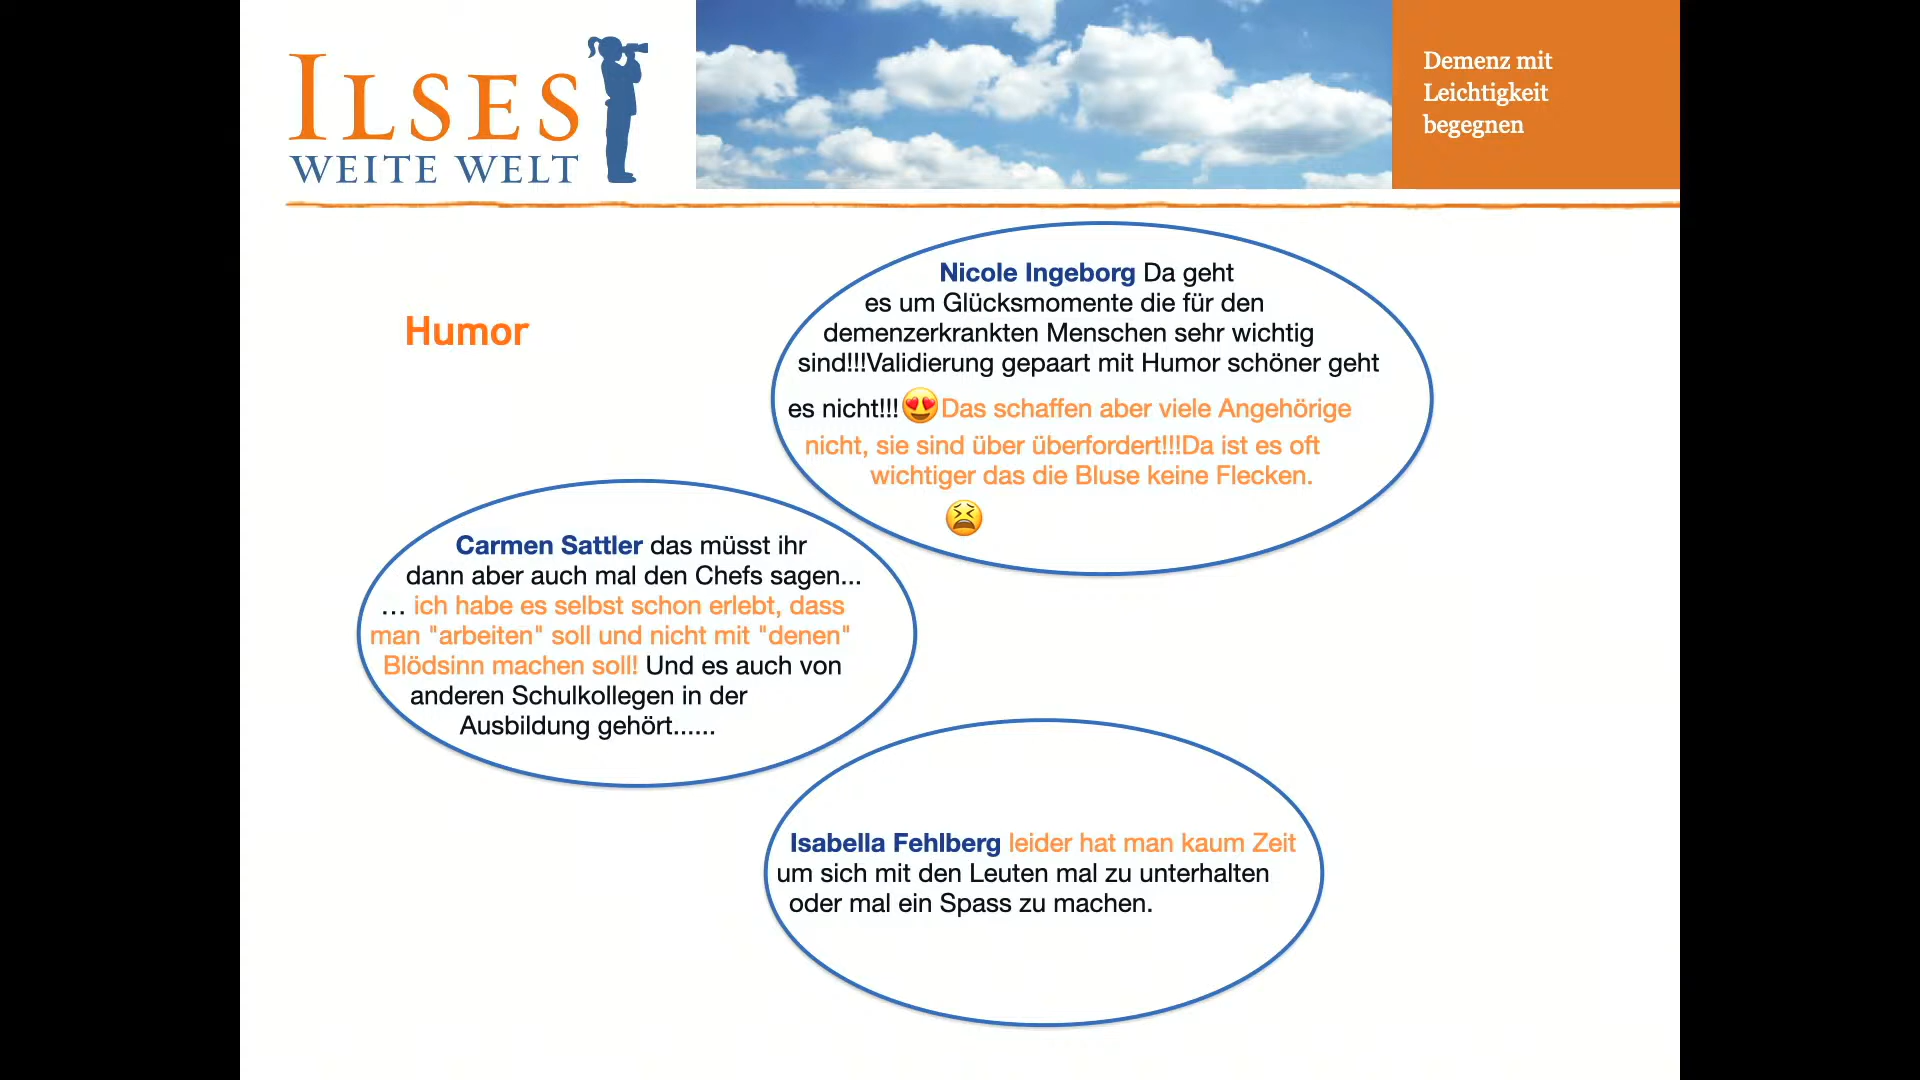 ILSES
WEITE WELT
Demenz mit
Leichtigkeit
begegnen
Humor
Nicole Ingeborg Da geht
es um Glücksmomente die für den
demenzerkrankten Menschen sehr wichtig
sind!!!Validierung gepaart mit Humor schöner geht
es nicht!!!😍Das schaffen aber viele Angehörige
nicht, sie sind über überfordert!!!Da ist es oft
wichtiger das die Bluse keine Flecken.
😫
Carmen Sattler das müsst ihr
dann aber auch mal den Chefs sagen...
... ich habe es selbst schon erlebt, dass
man "arbeiten" soll und nicht mit "denen"
Blödsinn machen soll! Und es auch von
anderen Schulkollegen in der
Ausbildung gehört......
Isabella Fehlberg leider hat man kaum Zeit
um sich mit den Leuten mal zu unterhalten
oder mal ein Spass zu machen.